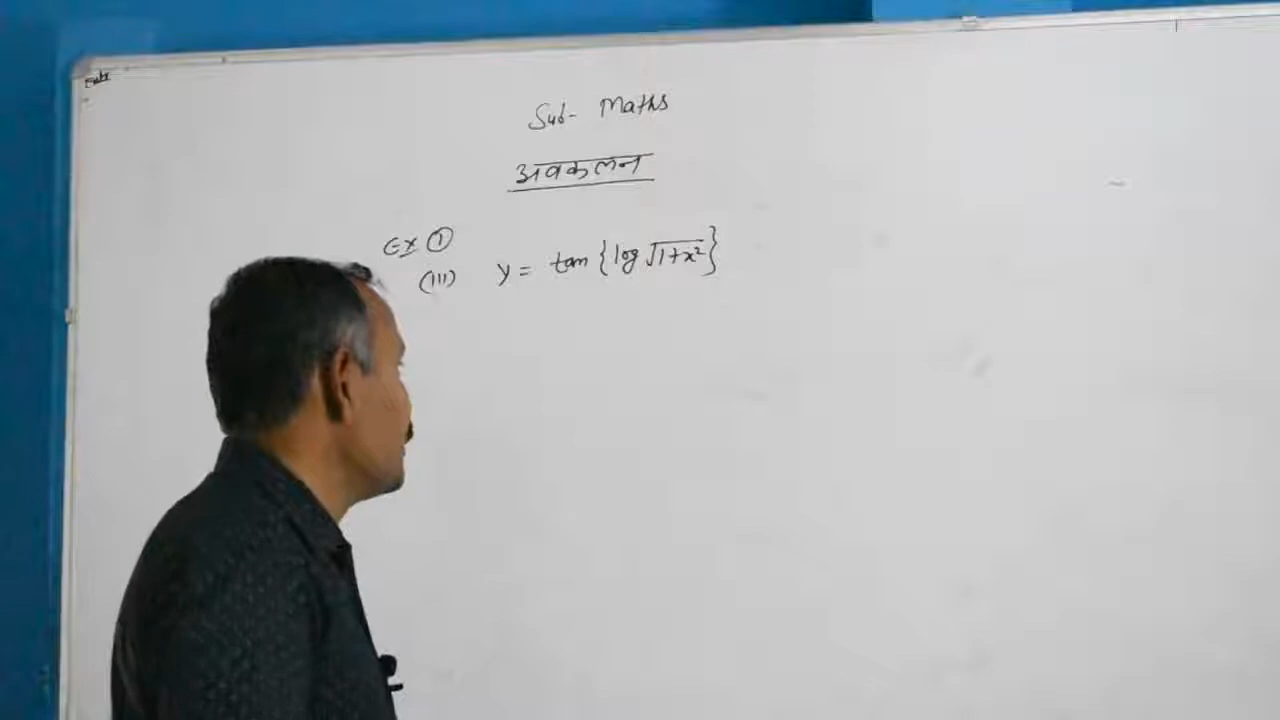 Sub- Maths
अवकलन
Ex ①
(III) y = tan {log √1+x²}